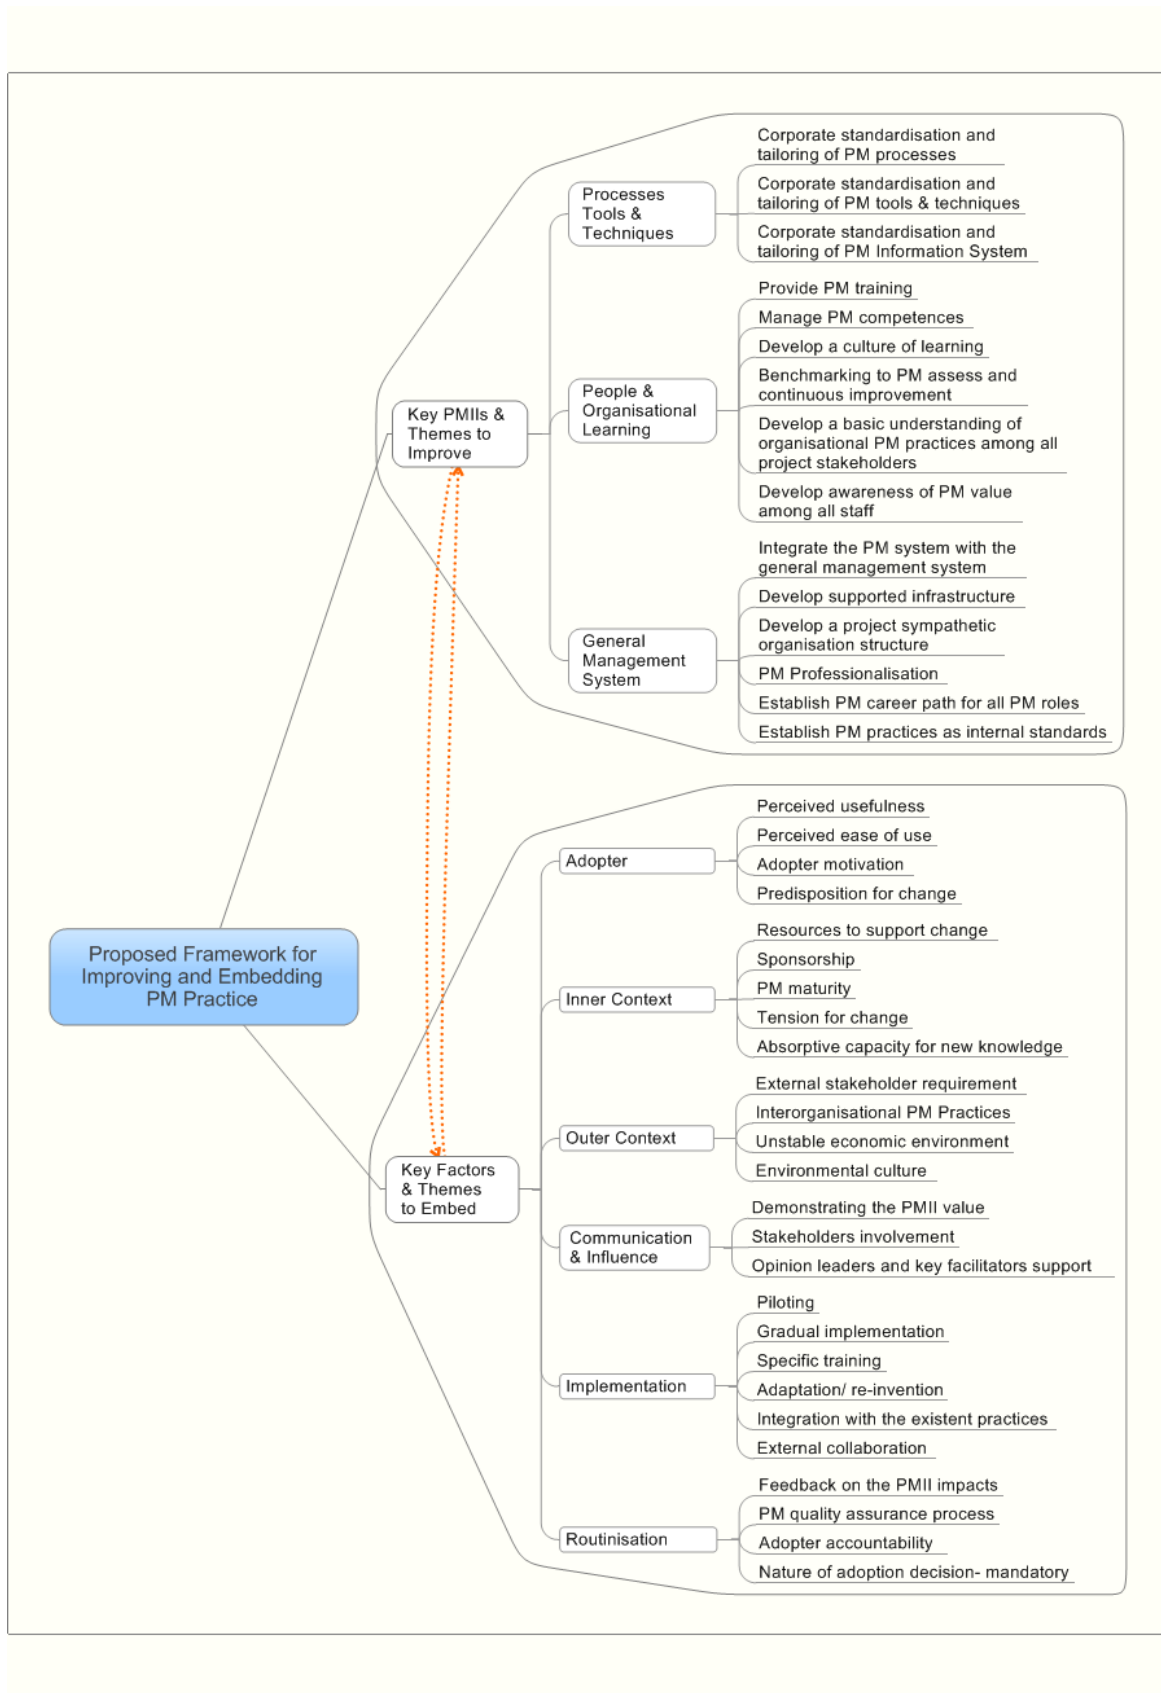 Proposed Framework for
Improving and Embedding
PM Practice
Key PMIIs &
Themes to
Improve
Processes
Tools &
Techniques
Corporate standardisation and
tailoring of PM processes
Corporate standardisation and
tailoring of PM tools & techniques
Corporate standardisation and
tailoring of PM Information System
People &
Organisational
Learning
Provide PM training
Manage PM competences
Develop a culture of learning
Benchmarking to PM assess and
continuous improvement
Develop a basic understanding of
organisational PM practices among all
project stakeholders
Develop awareness of PM value
among all staff
General
Management
System
Integrate the PM system with the
general management system
Develop supported infrastructure
Develop a project sympathetic
organisation structure
PM Professionalisation
Establish PM career path for all PM roles
Establish PM practices as internal standards
Key Factors
& Themes
to Embed
Adopter
Perceived usefulness
Perceived ease of use
Adopter motivation
Predisposition for change
Inner Context
Resources to support change
Sponsorship
PM maturity
Tension for change
Absorptive capacity for new knowledge
Outer Context
External stakeholder requirement
Interorganisational PM Practices
Unstable economic environment
Environmental culture
Communication
& Influence
Demonstrating the PMII value
Stakeholders involvement
Opinion leaders and key facilitators support
Implementation
Piloting
Gradual implementation
Specific training
Adaptation/ re-invention
Integration with the existent practices
External collaboration
Routinisation
Feedback on the PMII impacts
PM quality assurance process
Adopter accountability
Nature of adoption decision- mandatory